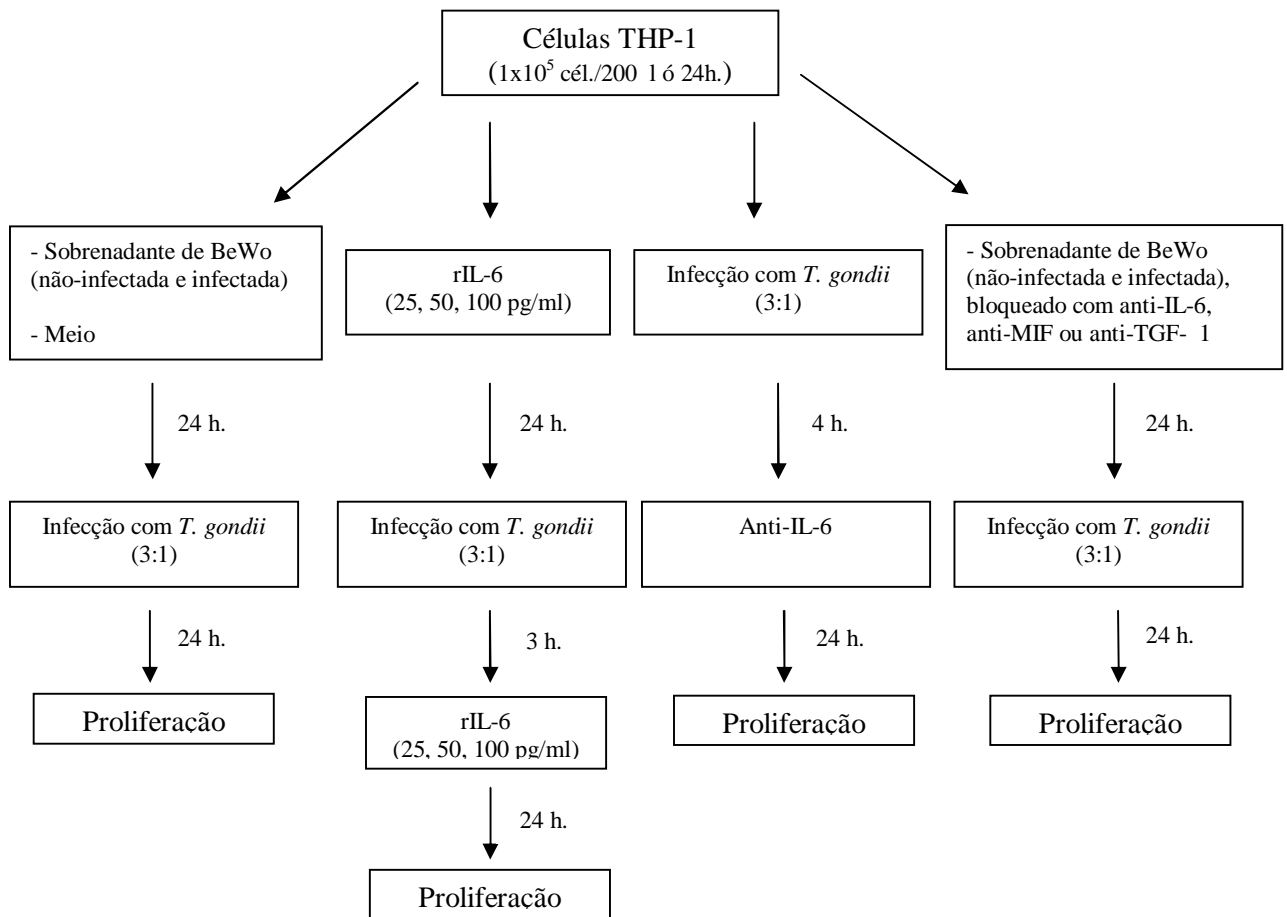 Células THP-1
(1x10⁵ cél./200 l ó 24h.)
- Sobrenadante de BeWo
(não-infectada e infectada)
- Meio
rIL-6
(25, 50, 100 pg/ml)
Infecção com T. gondii
(3:1)
- Sobrenadante de BeWo
(não-infectada e infectada),
bloqueado com anti-IL-6,
anti-MIF ou anti-TGF- 1
24 h.
24 h.
4 h.
24 h.
Infecção com T. gondii
(3:1)
Infecção com T. gondii
(3:1)
Anti-IL-6
Infecção com T. gondii
(3:1)
24 h.
3 h.
24 h.
24 h.
Proliferação
rIL-6
(25, 50, 100 pg/ml)
Proliferação
Proliferação
24 h.
Proliferação